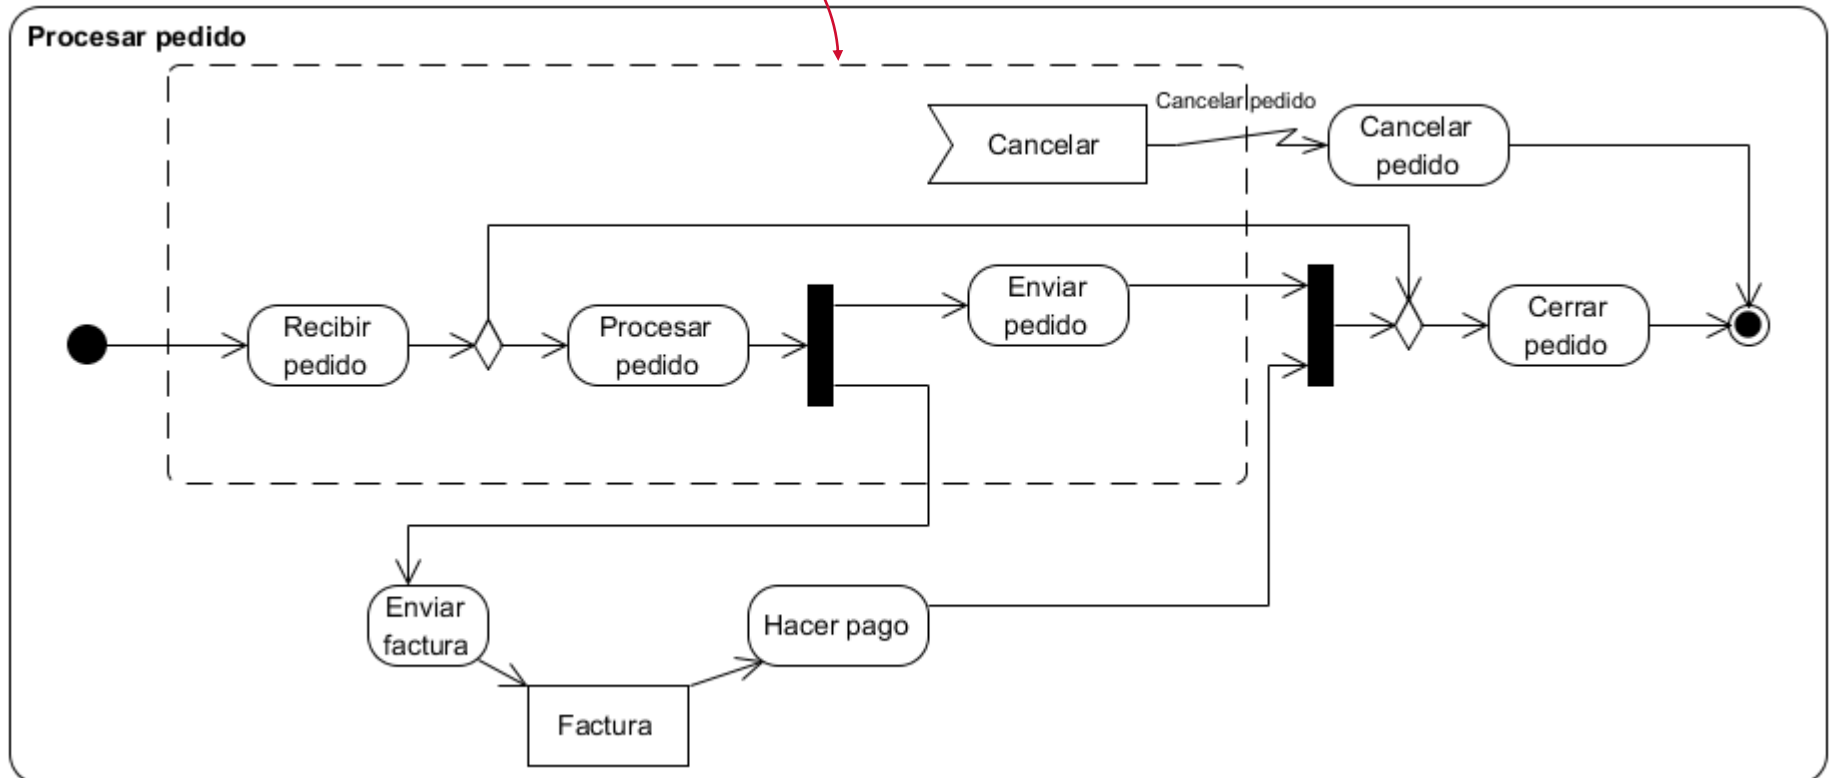 Procesar pedido
Cancelar pedido
Cancelar
Cancelar
pedido
Recibir
pedido
Procesar
pedido
Enviar
pedido
Cerrar
pedido
Enviar
factura
Hacer pago
Factura